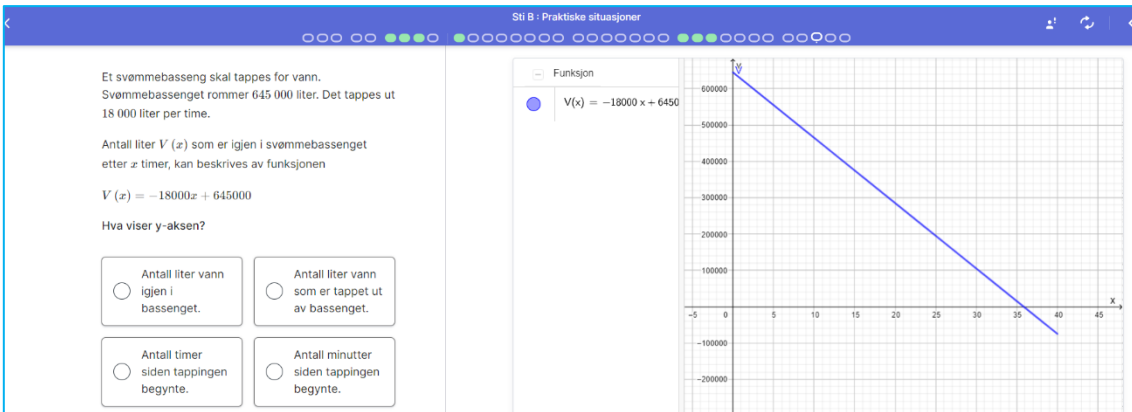 Sti B : Praktiske situasjoner
Et svømmebasseng skal tappes for vann.
Svømmebassenget rommer 645 000 liter. Det tappes ut
18 000 liter per time.
Antall liter V (x) som er igjen i svømmebassenget
etter x timer, kan beskrives av funksjonen
V (x) = −18000x + 645000
Hva viser y-aksen?
Antall liter vann
igjen i
bassenget.
Antall liter vann
som er tappet ut
av bassenget.
Antall timer
siden tappingen
begynte.
Antall minutter
siden tappingen
begynte.
Funksjon
V(x) = −18000 x + 6450
V
600000
500000
400000
300000
200000
100000
x
−5 0 5 10 15 20 25 30 35 40 45
−100000
−200000